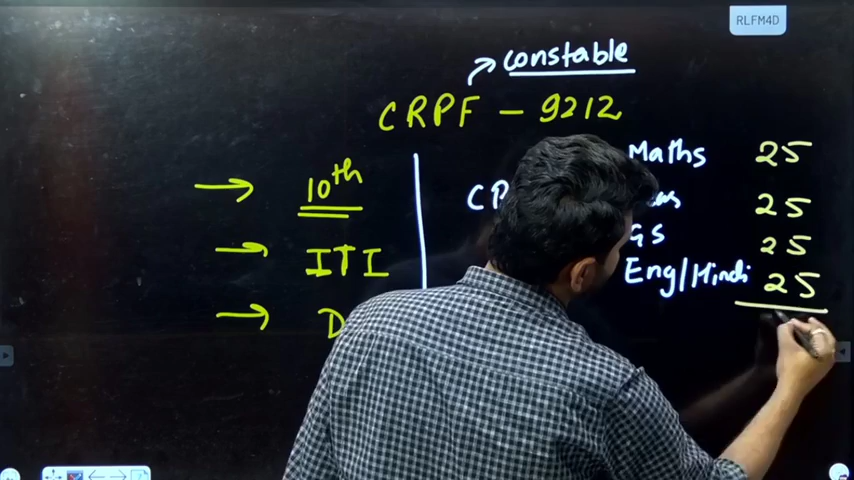 RLFM4D
constable
CRPF - 9212
→ 10th
→ ITI
→
Maths 25
25
GS 25
Eng/Hindi 25